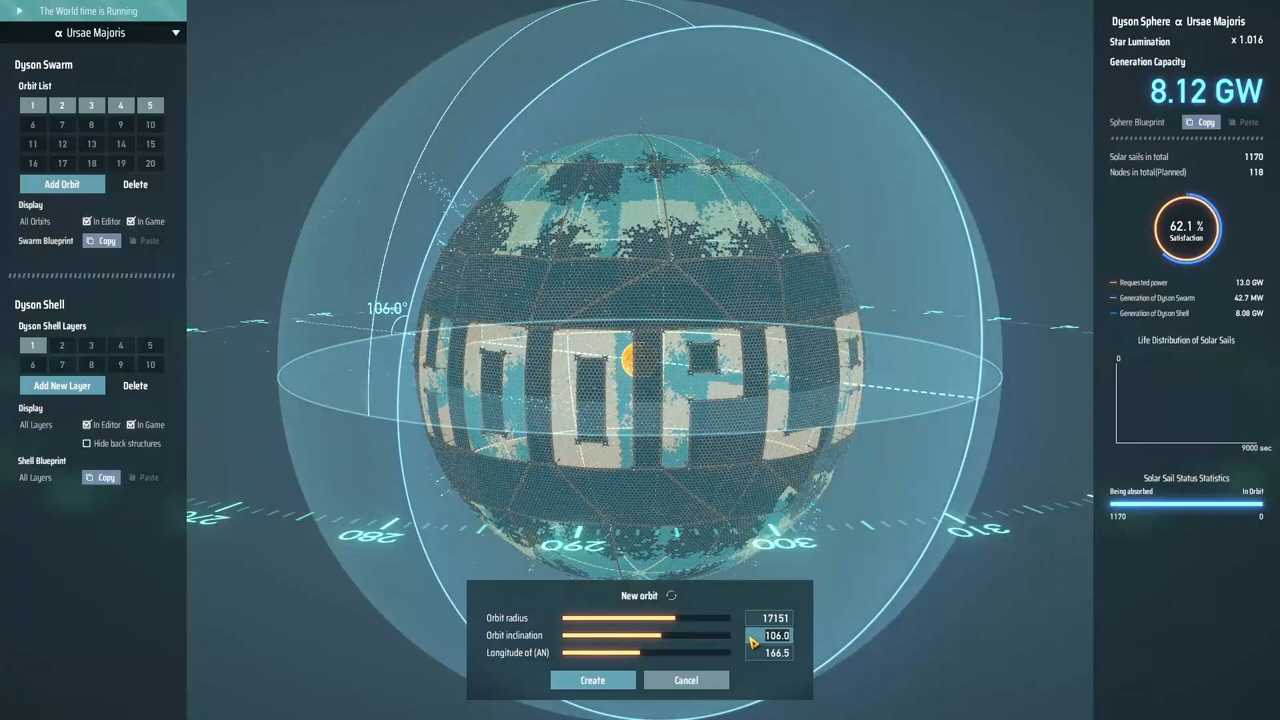 The World time is Running
α Ursae Majoris
Dyson Swarm
Orbit List
1 2 3 4 5
6 7 8 9 10
11 12 13 14 15
16 17 18 19 20
Add Orbit Delete
Display
All Orbits In Editor In Game
Swarm Blueprint Copy Paste
Dyson Shell
Dyson Shell Layers
1 2 3 4 5
6 7 8 9 10
Add New Layer Delete
Display
All Layers In Editor In Game
Hide back structures
Shell Blueprint
All Layers Copy Paste
106.0°
270 280 290 300 310
New orbit
Orbit radius 17151
Orbit inclination 106.0
Longitude of (AN) 166.5
Create Cancel
Dyson Sphere α Ursae Majoris
Star Lumination x 1.016
Generation Capacity
8.12 GW
Sphere Blueprint Copy Paste
Solar sails in total 1170
Nodes in total(Planned) 118
62.1 %
Satisfaction
Requested power 13.0 GW
Generation of Dyson Swarm 42.7 MW
Generation of Dyson Shell 8.08 GW
Life Distribution of Solar Sails
0
9000 sec
Solar Sail Status Statistics
Being absorbed In Orbit
1170 0